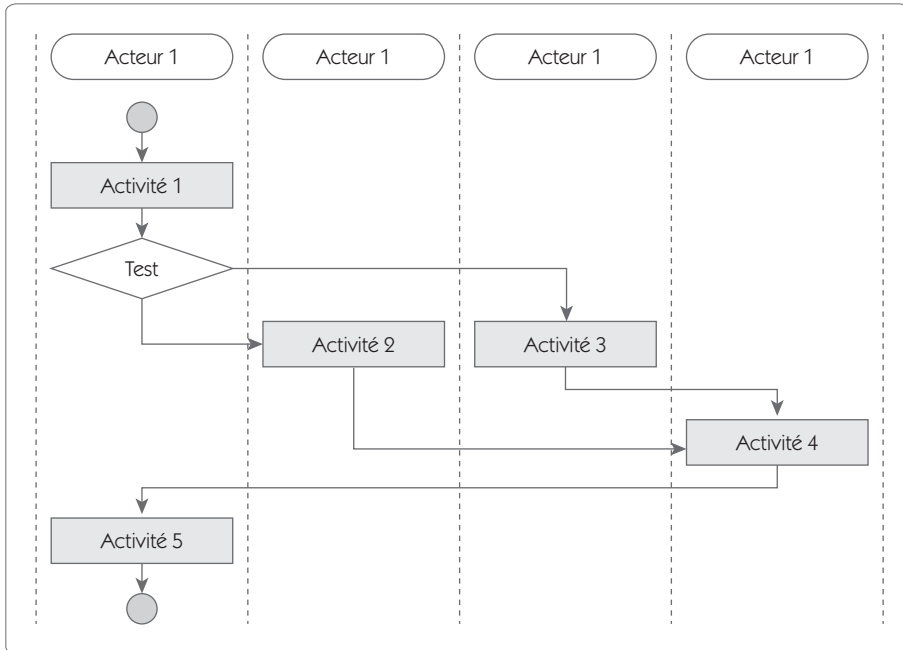 Acteur 1
Acteur 1
Acteur 1
Acteur 1
Activité 1
Test
Activité 2
Activité 3
Activité 4
Activité 5